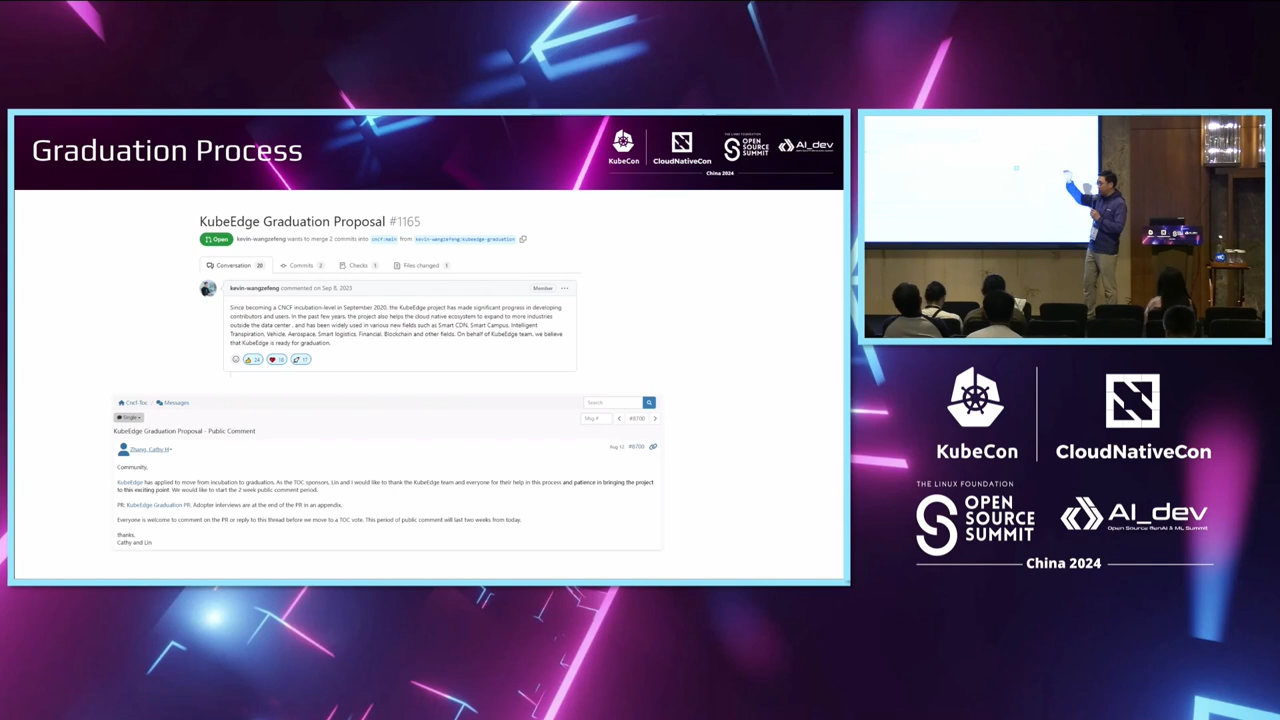 Graduation Process
KubeCon
CloudNativeCon
THE LINUX FOUNDATION
OPEN SOURCE SUMMIT
AI_dev
China 2024
KubeEdge Graduation Proposal #1165
Open kevin-wangzefeng wants to merge 2 commits into cncf:main from kevin-wangzefeng:kubeedge-graduation
Conversation 20 Commits 2 Checks 1 Files changed 1
kevin-wangzefeng commented on Sep 8, 2023 Member ...
Since becoming a CNCF incubation-level in September 2020, the KubeEdge project has made significant progress in developing
contributors and users. In the past few years, the project also helps the cloud native ecosystem to expand to more industries
outside the data center , and has been widely used in various new fields such as Smart CDN, Smart Campus, Intelligent
Transpiration, Vehicle, Aerospace, Smart logistics, Financial, Blockchain and other fields. On behalf of KubeEdge team, we believe
that KubeEdge is ready for graduation.
24 18 17
Cncf-Toc / Messages
Search
Single
Msg # #8700
KubeEdge Graduation Proposal - Public Comment
Zhang, Cathy H
Aug 12 #8700
Community,
KubeEdge has applied to move from incubation to graduation. As the TOC sponsors, Lin and I would like to thank the KubeEdge team and everyone for their help in this process and patience in bringing the project
to this exciting point. We would like to start the 2 week public comment period.
PR: KubeEdge Graduation PR. Adopter interviews are at the end of the PR in an appendix.
Everyone is welcome to comment on the PR or reply to this thread before we move to a TOC vote. This period of public comment will last two weeks from today.
thanks,
Cathy and Lin
KubeCon
CloudNativeCon
THE LINUX FOUNDATION
OPEN
SOURCE
SUMMIT
AI_dev
Open Source GenAI & ML Summit
China 2024